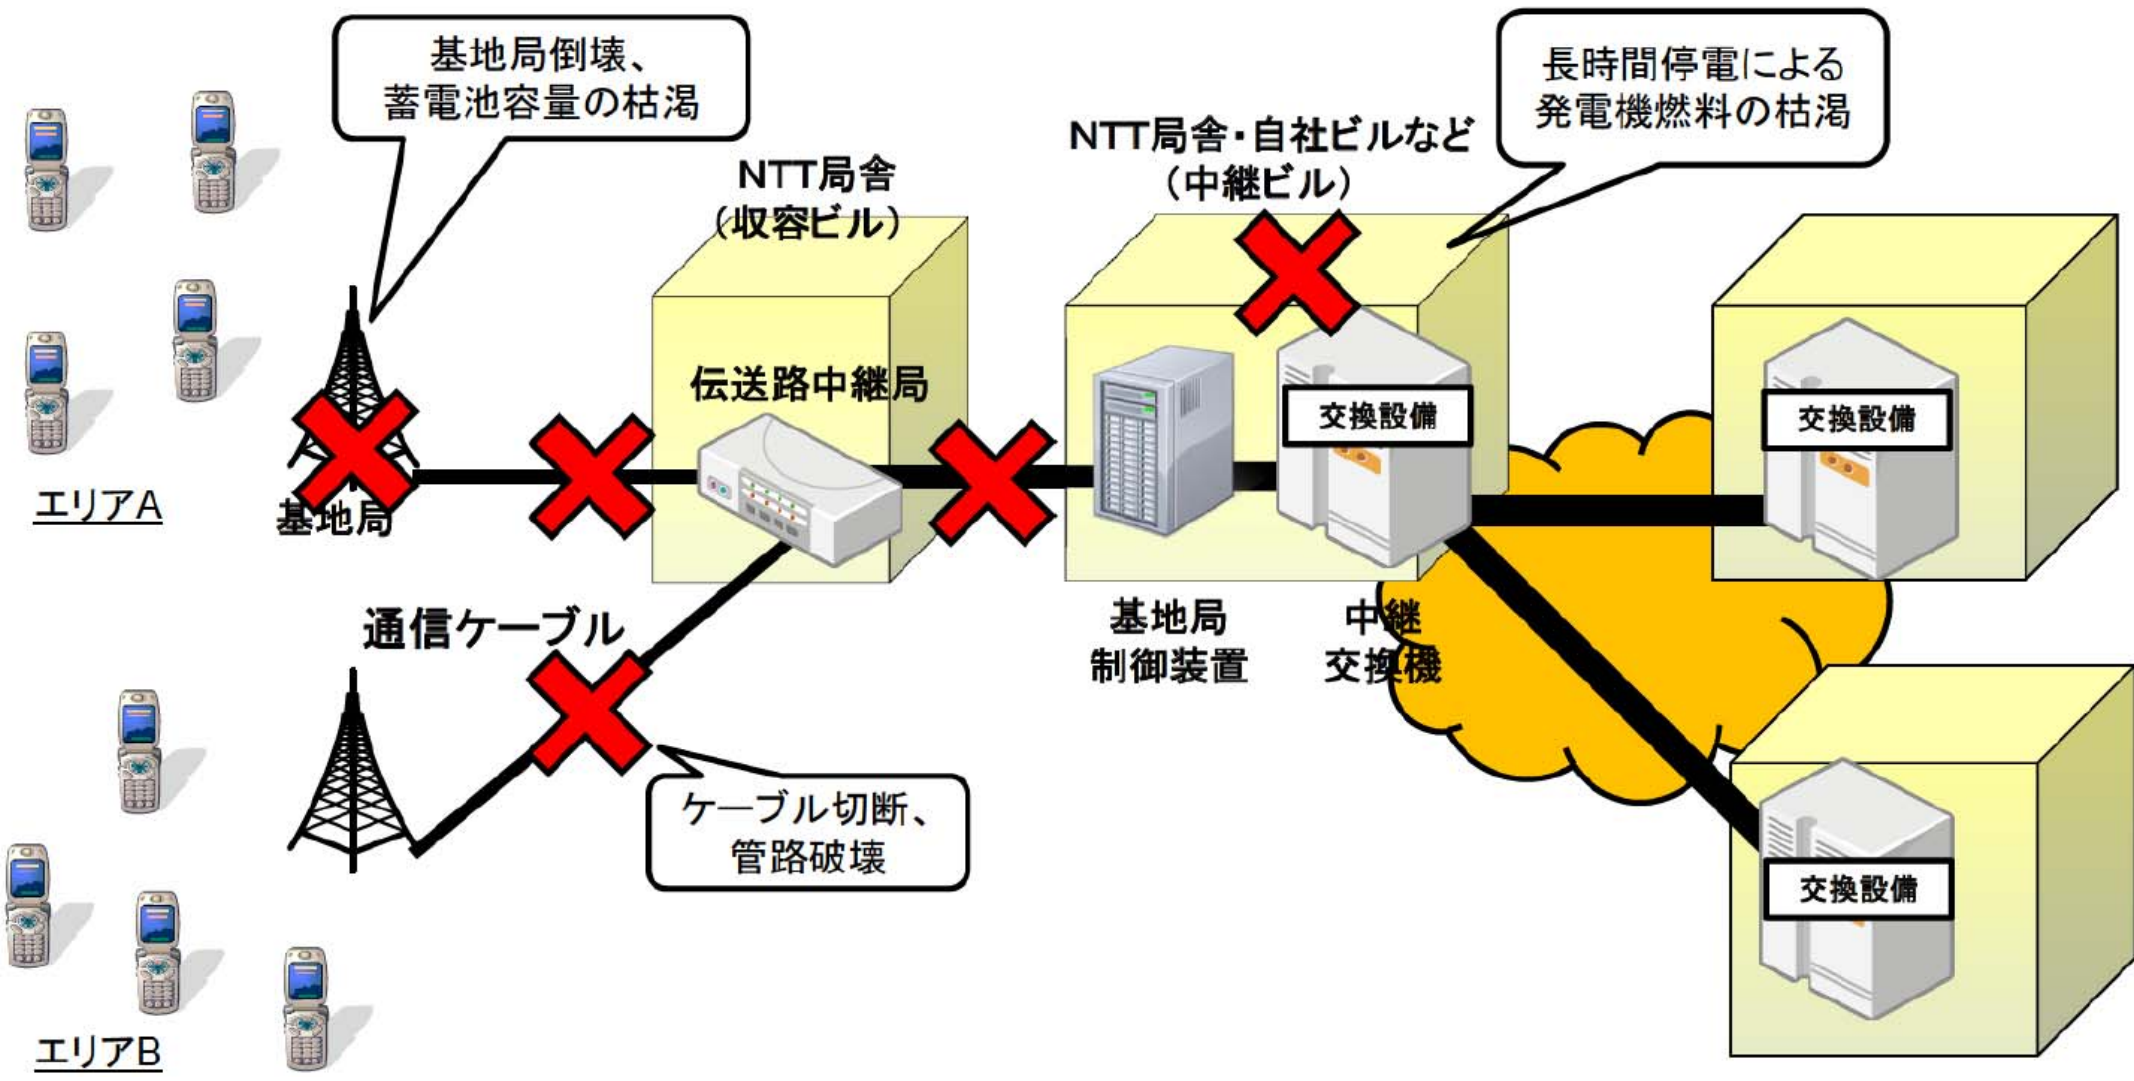 基地局倒壊、
蓄電池容量の枯渇
長時間停電による
発電機燃料の枯渇
NTT局舎
（収容ビル）
NTT局舎・自社ビルなど
（中継ビル）
伝送路中継局
交換設備
交換設備
エリアA
基地局
通信ケーブル
基地局
制御装置
中継
交換機
ケーブル切断、
管路破壊
交換設備
エリアB